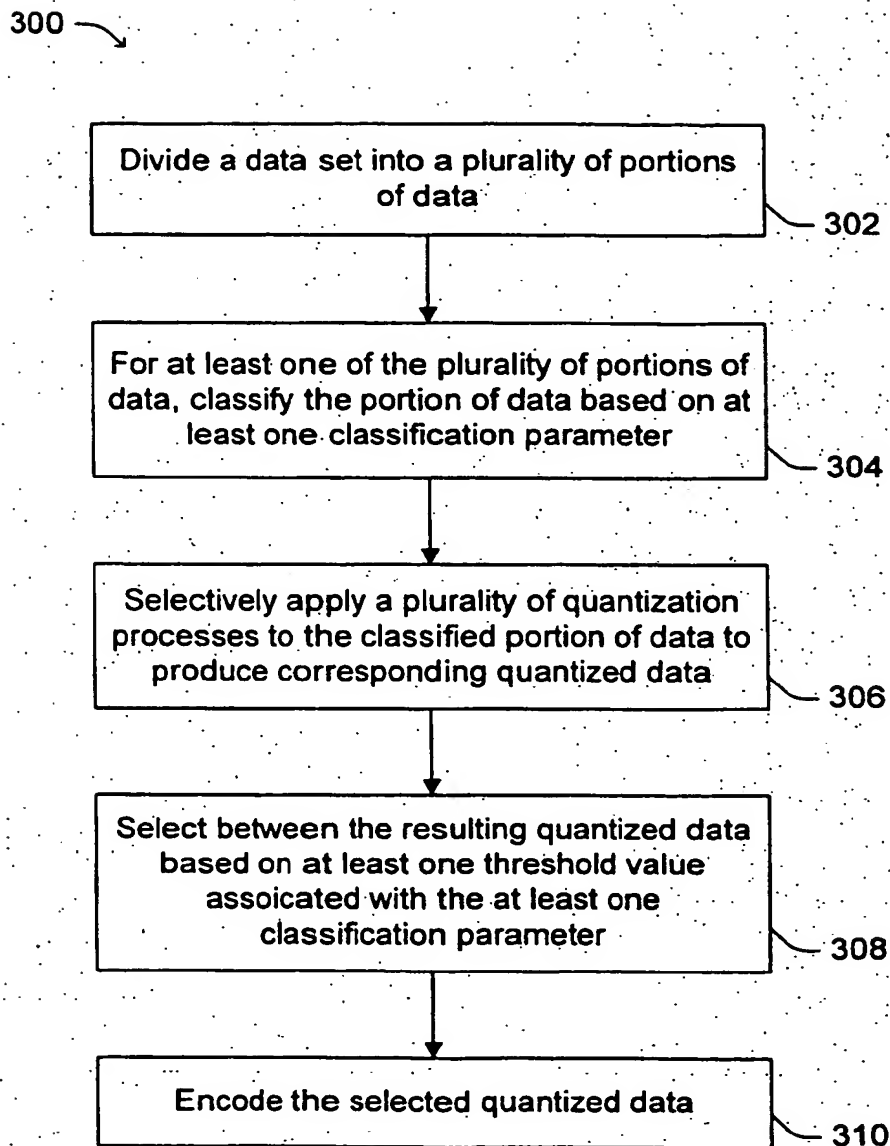 300
Divide a data set into a plurality of portions
of data
302
For at least one of the plurality of portions of
data, classify the portion of data based on at
least one classification parameter
304
Selectively apply a plurality of quantization
processes to the classified portion of data to
produce corresponding quantized data
306
Select between the resulting quantized data
based on at least one threshold value
assoicated with the at least one
classification parameter
308
Encode the selected quantized data
310